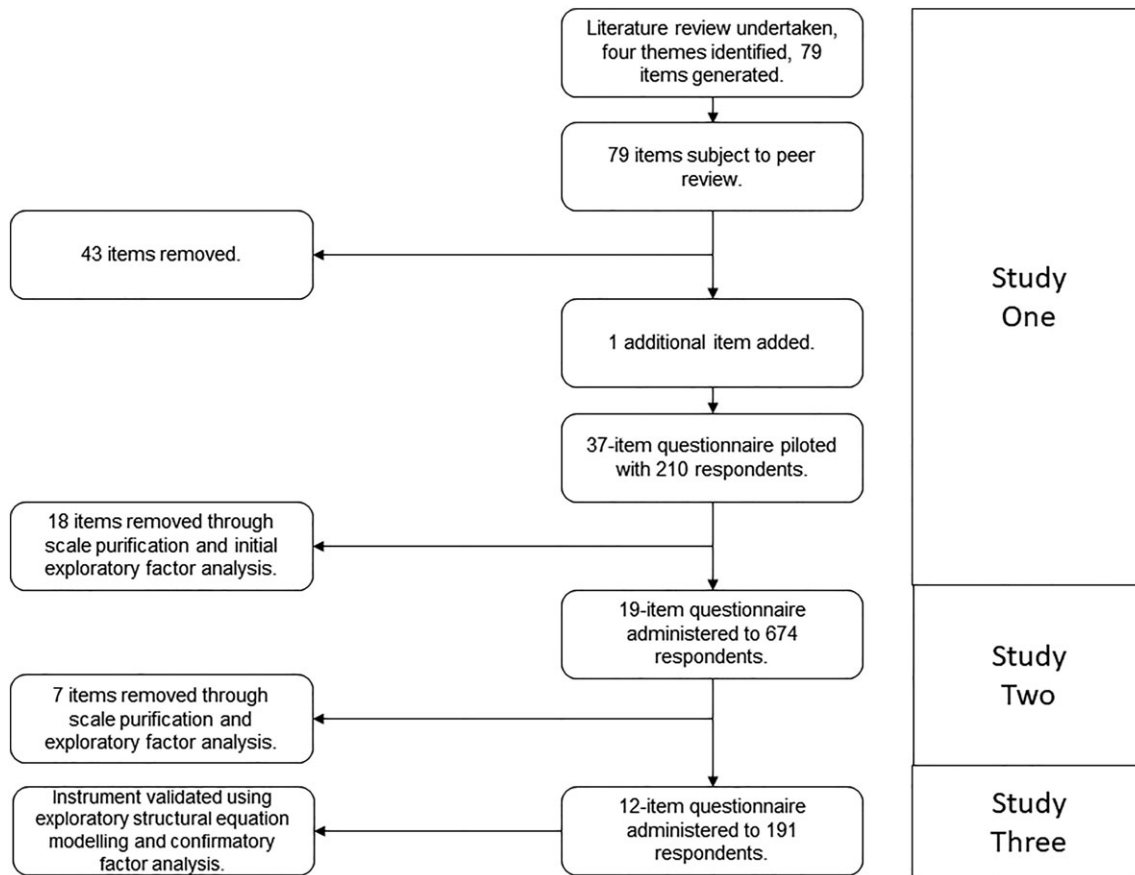 Literature review undertaken,
four themes identified, 79
items generated.
79 items subject to peer
review.
43 items removed.
1 additional item added.
37-item questionnaire piloted
with 210 respondents.
18 items removed through
scale purification and initial
exploratory factor analysis.
Study
One
19-item questionnaire
administered to 674
respondents.
7 items removed through
scale purification and
exploratory factor analysis.
Study
Two
12-item questionnaire
administered to 191
respondents.
Instrument validated using
exploratory structural equation
modelling and confirmatory
factor analysis.
Study
Three